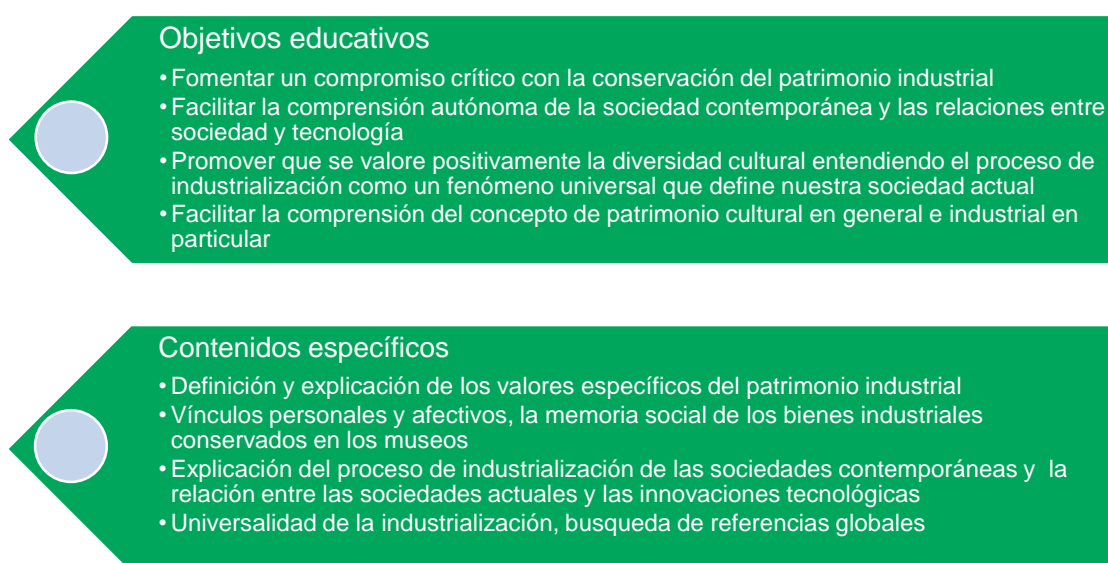 Objetivos educativos
• Fomentar un compromiso crítico con la conservación del patrimonio industrial
• Facilitar la comprensión autónoma de la sociedad contemporánea y las relaciones entre
sociedad y tecnología
• Promover que se valore positivamente la diversidad cultural entendiendo el proceso de
industrialización como un fenómeno universal que define nuestra sociedad actual
• Facilitar la comprensión del concepto de patrimonio cultural en general e industrial en
particular
Contenidos específicos
• Definición y explicación de los valores específicos del patrimonio industrial
• Vínculos personales y afectivos, la memoria social de los bienes industriales
conservados en los museos
• Explicación del proceso de industrialización de las sociedades contemporáneas y la
relación entre las sociedades actuales y las innovaciones tecnológicas
• Universalidad de la industrialización, busqueda de referencias globales